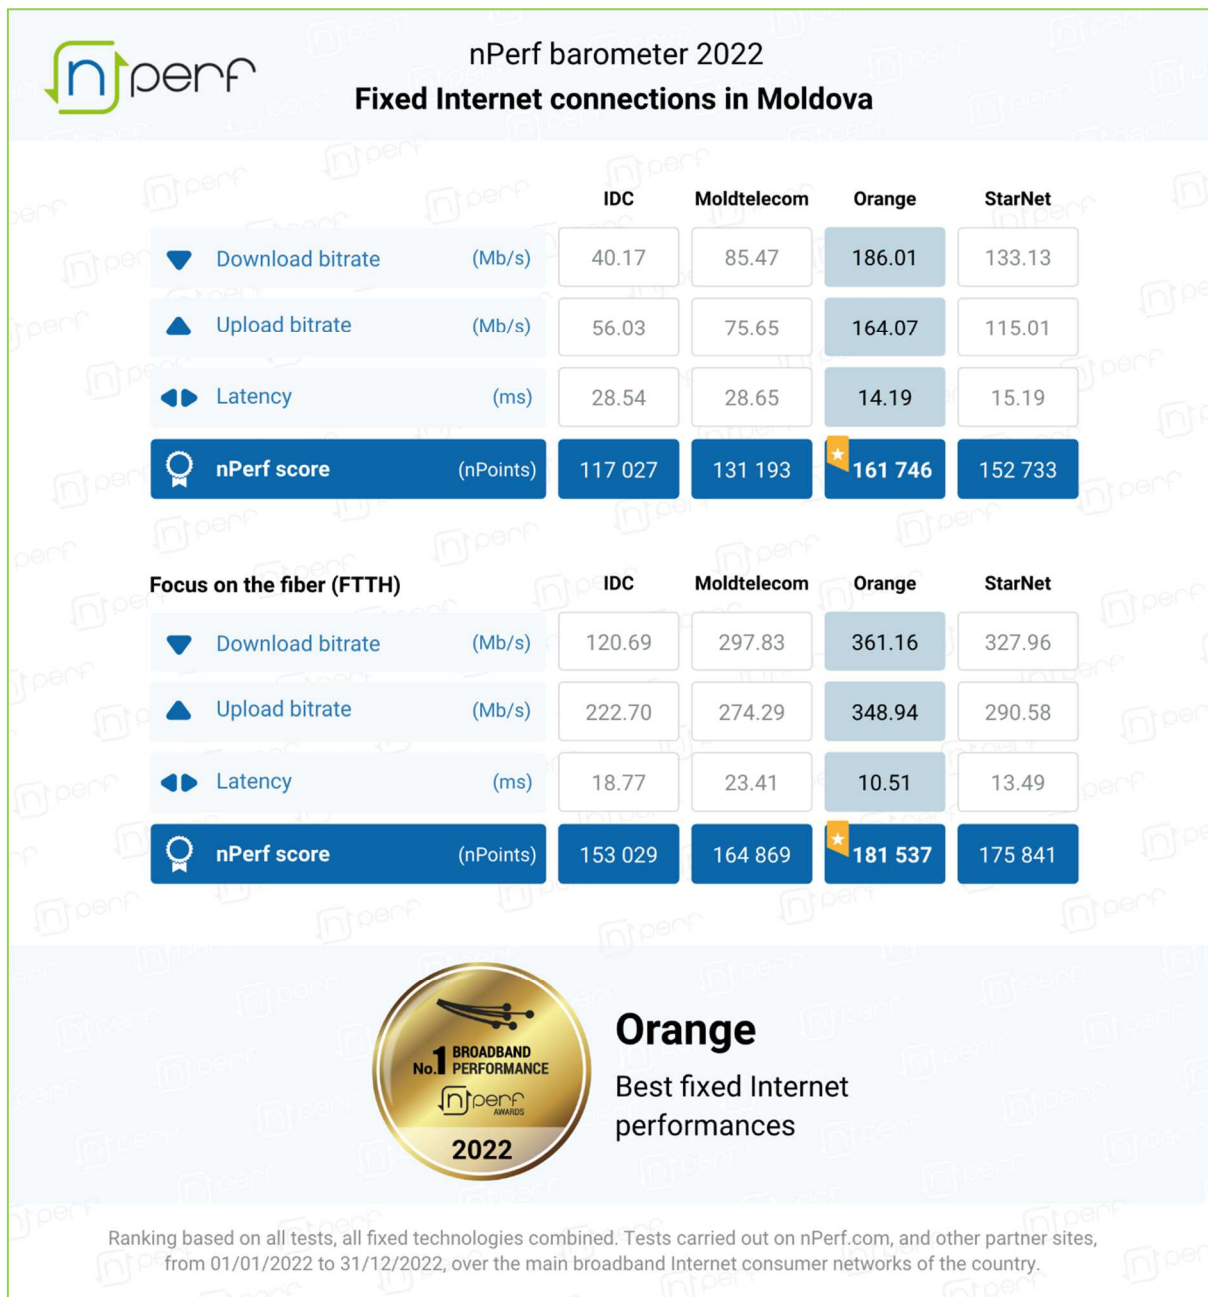 nperf
nPerf barometer 2022
Fixed Internet connections in Moldova
IDC Moldtelecom Orange StarNet
Download bitrate (Mb/s) 40.17 85.47 186.01 133.13
Upload bitrate (Mb/s) 56.03 75.65 164.07 115.01
Latency (ms) 28.54 28.65 14.19 15.19
nPerf score (nPoints) 117 027 131 193 161 746 152 733
Focus on the fiber (FTTH) IDC Moldtelecom Orange StarNet
Download bitrate (Mb/s) 120.69 297.83 361.16 327.96
Upload bitrate (Mb/s) 222.70 274.29 348.94 290.58
Latency (ms) 18.77 23.41 10.51 13.49
nPerf score (nPoints) 153 029 164 869 181 537 175 841
No.1 BROADBAND
PERFORMANCE
nperf
AWARDS
2022
Orange
Best fixed Internet
performances
Ranking based on all tests, all fixed technologies combined. Tests carried out on nPerf.com, and other partner sites,
from 01/01/2022 to 31/12/2022, over the main broadband Internet consumer networks of the country.